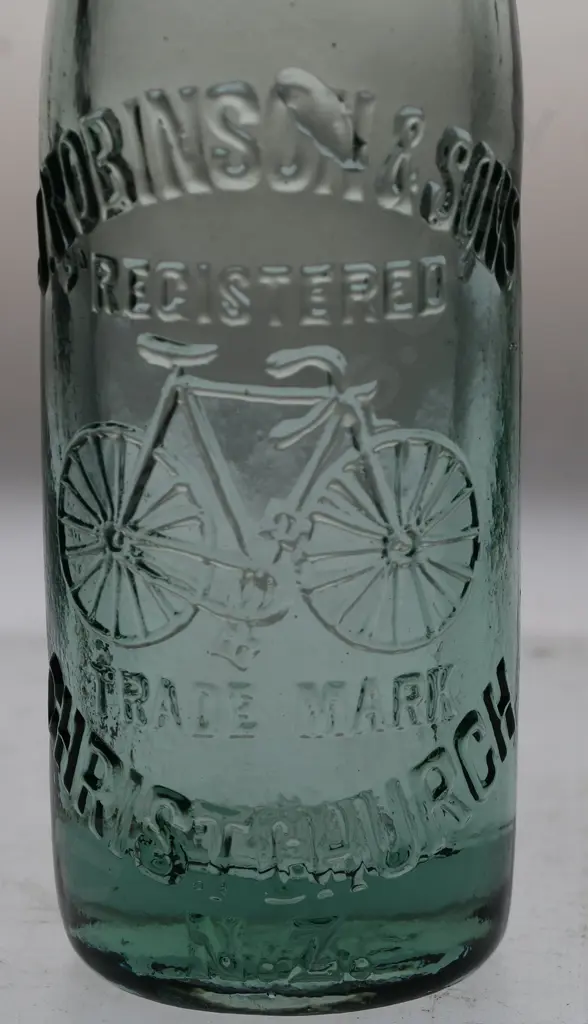 ROBINSON & SONS
REGISTERED
TRADE MARK
CHRISTCHURCH
N.Z.